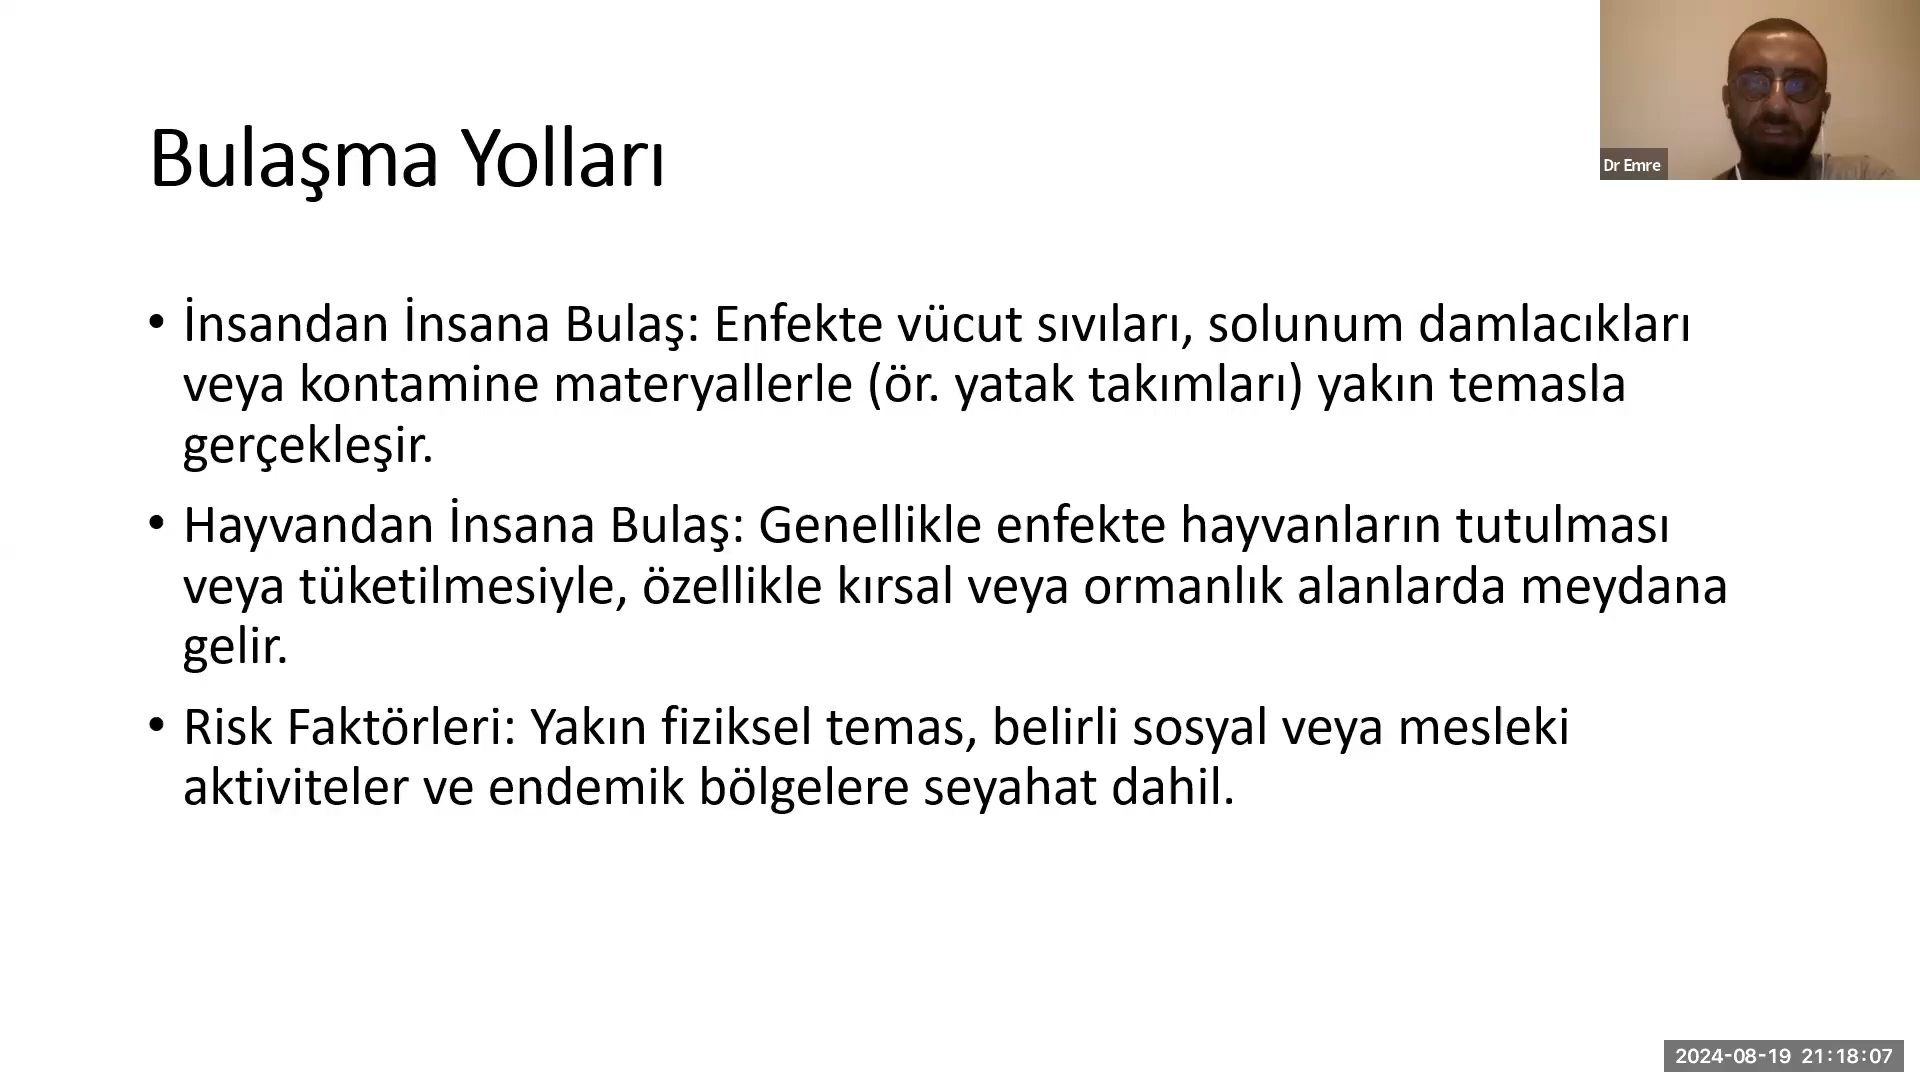 Bulaşma Yolları
Dr Emre
• İnsandan İnsana Bulaş: Enfekte vücut sıvıları, solunum damlacıkları
veya kontamine materyallerle (ör. yatak takımları) yakın temasla
gerçekleşir.
• Hayvandan İnsana Bulaş: Genellikle enfekte hayvanların tutulması
veya tüketilmesiyle, özellikle kırsal veya ormanlık alanlarda meydana
gelir.
• Risk Faktörleri: Yakın fiziksel temas, belirli sosyal veya mesleki
aktiviteler ve endemik bölgelere seyahat dahil.
2024-08-19 21:18:07